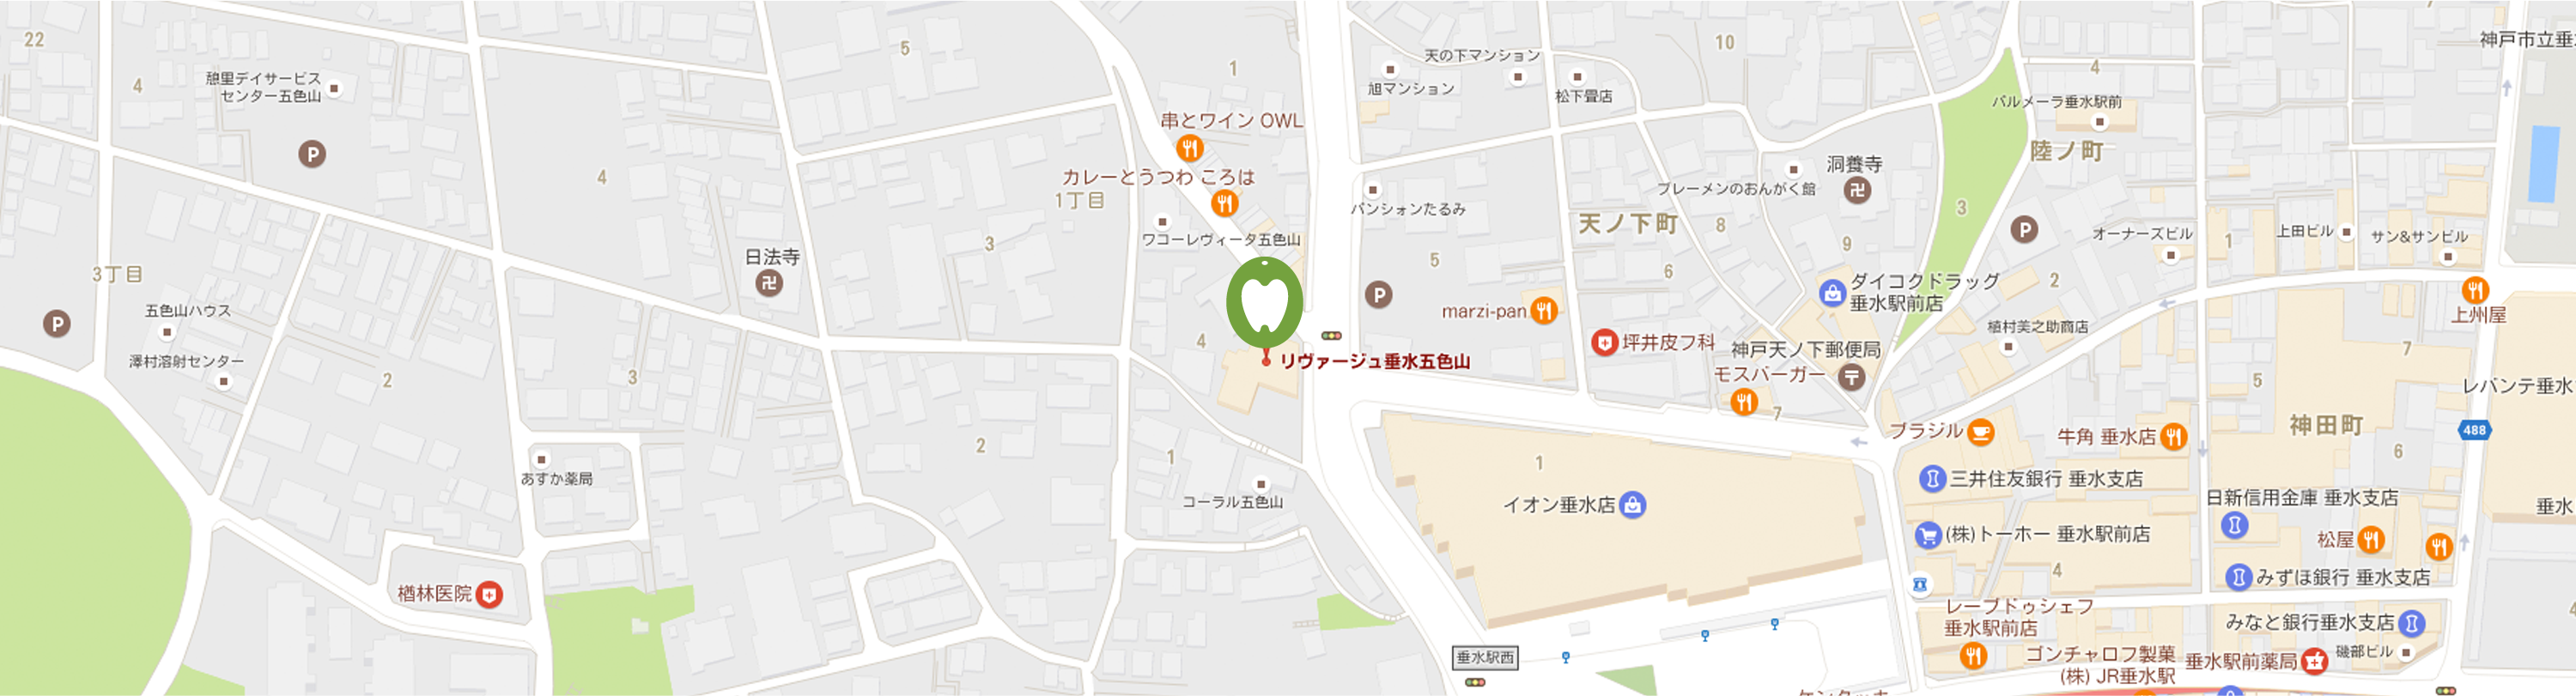 22
4
憩里デイサービス
センター五色山
5
1
天の下マンション
旭マンション
松下畳店
10
4
パルメーラ垂水駅前
神戸市立垂
串とワイン OWL
カレーとうつわ ころは
1丁目
4
3
ワコーレヴィータ五色山
パンションたるみ
天ノ下町
ブレーメンのおんがく館
洞養寺
陸ノ町
3
8
9
オーナーズビル
1
上田ビル
サン&サンビル
日法寺
3丁目
5
6
2
ダイコクドラッグ
垂水駅前店
五色山ハウス
澤村溶射センター
marzi-pan
坪井皮フ科
植村美之助商店
上州屋
4
リヴァージュ垂水五色山
神戸天ノ下郵便局
モスバーガー
7
7
2
3
5
レバンテ垂水
神田町
488
2
1
1
ブラジル
牛角 垂水店
6
あすか薬局
コーラル五色山
イオン垂水店
三井住友銀行 垂水支店
日新信用金庫 垂水支店
垂水
(株)トーホー 垂水駅前店
松屋
4
みずほ銀行 垂水支店
楢林医院
レーブドゥシェフ
垂水駅前店
みなと銀行垂水支店
4
垂水駅西
ゴンチャロフ製菓
(株) JR垂水駅
垂水駅前薬局
磯部ビル